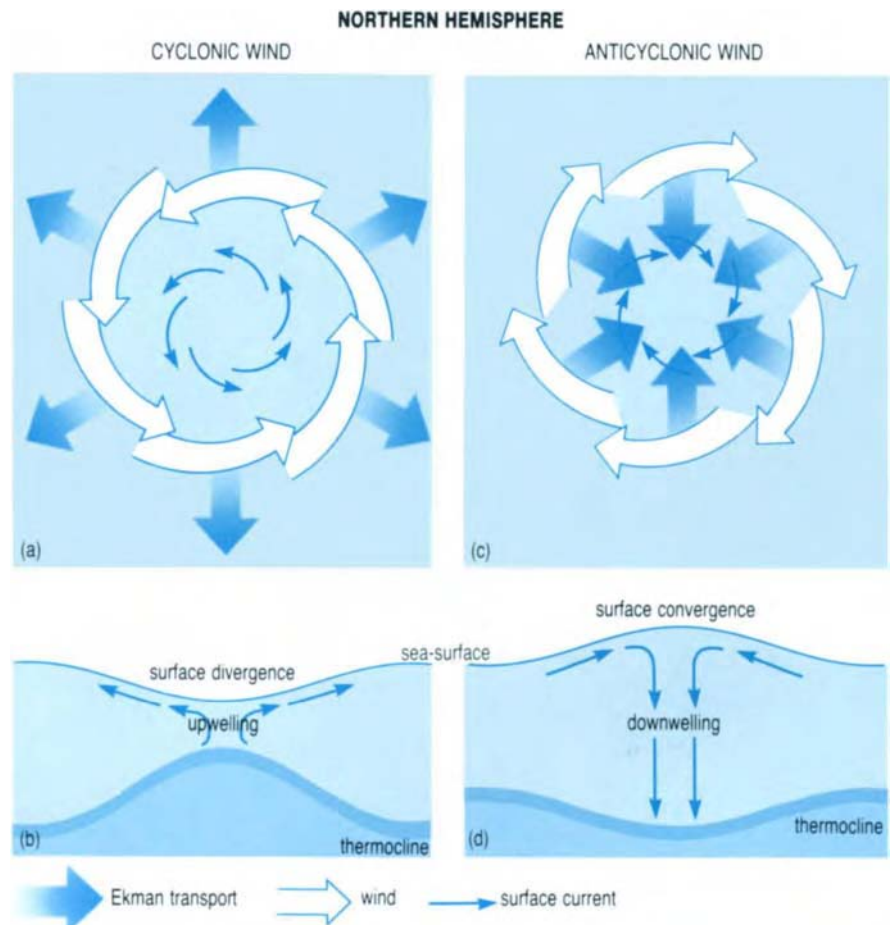 NORTHERN HEMISPHERE
CYCLONIC WIND
ANTICYCLONIC WIND
(a)
(c)
surface convergence
sea-surface
surface divergence
upwelling
downwelling
(b)
thermocline
(d)
thermocline
Ekman transport
wind
surface current